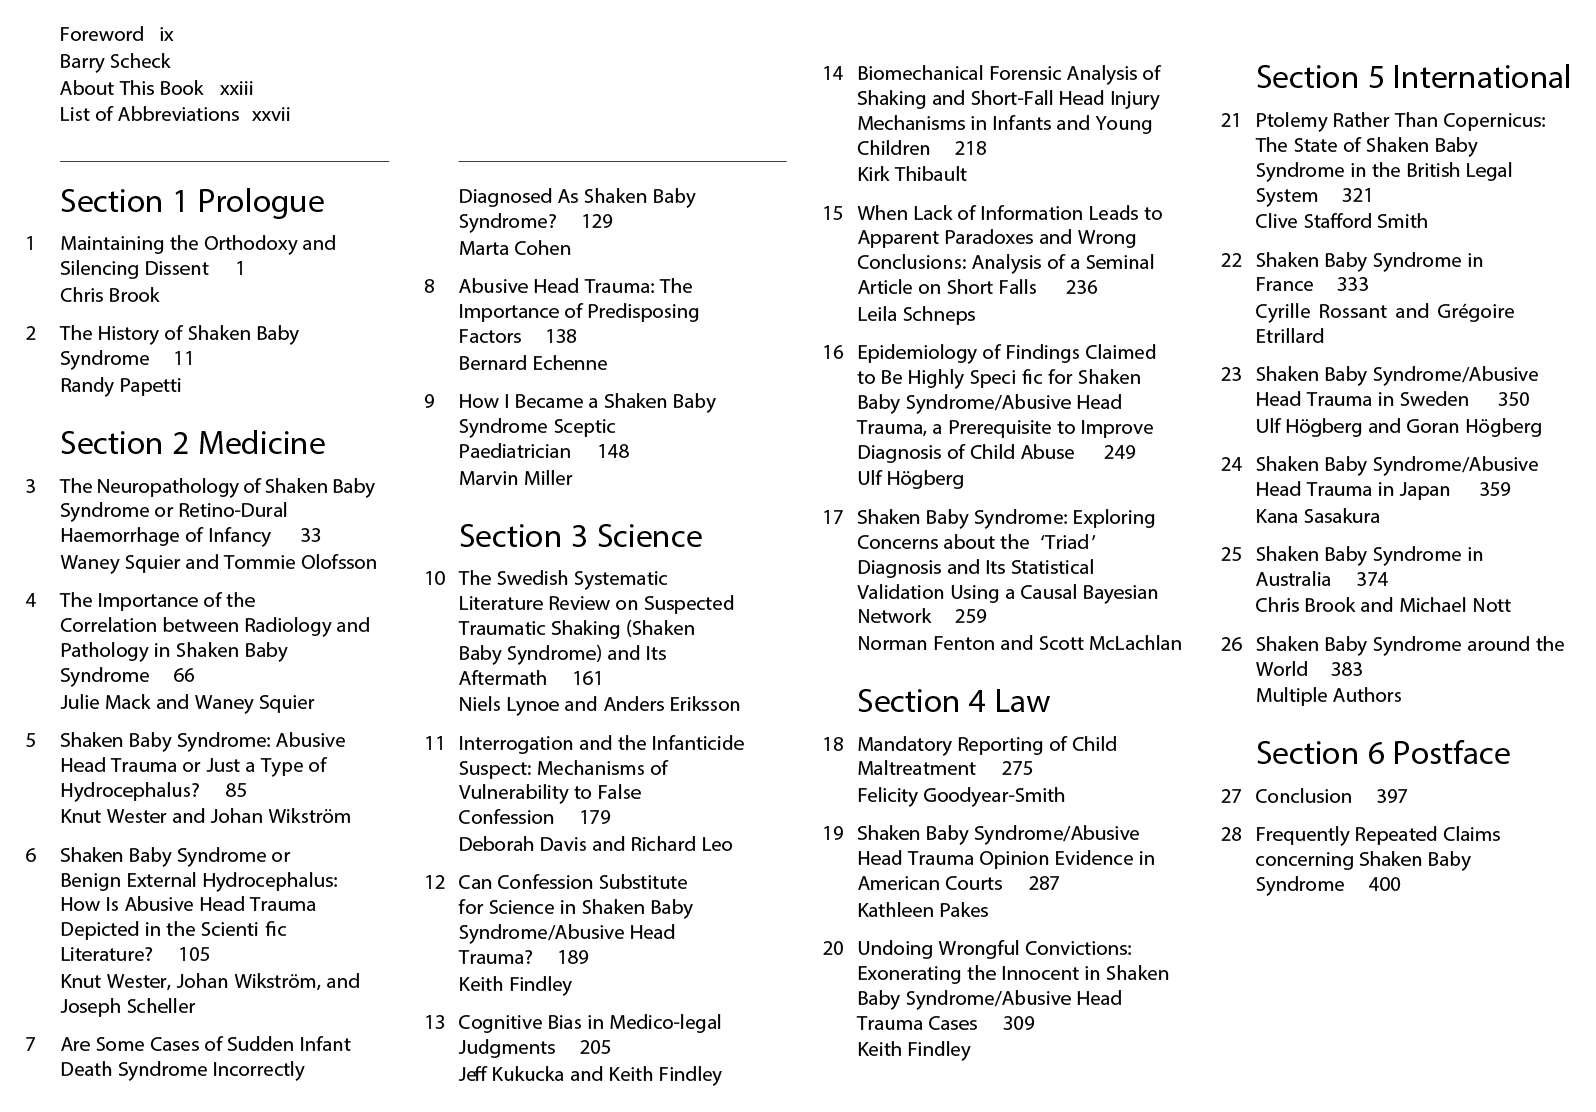 Foreword ix
Barry Scheck
About This Book xxiii
List of Abbreviations xxvii
Section 1 Prologue
1 Maintaining the Orthodoxy and
Silencing Dissent 1
Chris Brook
2 The History of Shaken Baby
Syndrome 11
Randy Papetti
Section 2 Medicine
3 The Neuropathology of Shaken Baby
Syndrome or Retino-Dural
Haemorrhage of Infancy 33
Waney Squier and Tommie Olofsson
4 The Importance of the
Correlation between Radiology and
Pathology in Shaken Baby
Syndrome 66
Julie Mack and Waney Squier
5 Shaken Baby Syndrome: Abusive
Head Trauma or Just a Type of
Hydrocephalus? 85
Knut Wester and Johan Wikström
6 Shaken Baby Syndrome or
Benign External Hydrocephalus:
How Is Abusive Head Trauma
Depicted in the Scienti fic
Literature? 105
Knut Wester, Johan Wikström, and
Joseph Scheller
7 Are Some Cases of Sudden Infant
Death Syndrome Incorrectly
Diagnosed As Shaken Baby
Syndrome? 129
Marta Cohen
8 Abusive Head Trauma: The
Importance of Predisposing
Factors 138
Bernard Echenne
9 How I Became a Shaken Baby
Syndrome Sceptic
Paediatrician 148
Marvin Miller
Section 3 Science
10 The Swedish Systematic
Literature Review on Suspected
Traumatic Shaking (Shaken
Baby Syndrome) and Its
Aftermath 161
Niels Lynoe and Anders Eriksson
11 Interrogation and the Infanticide
Suspect: Mechanisms of
Vulnerability to False
Confession 179
Deborah Davis and Richard Leo
12 Can Confession Substitute
for Science in Shaken Baby
Syndrome/Abusive Head
Trauma? 189
Keith Findley
13 Cognitive Bias in Medico-legal
Judgments 205
Jeff Kukucka and Keith Findley
14 Biomechanical Forensic Analysis of
Shaking and Short-Fall Head Injury
Mechanisms in Infants and Young
Children 218
Kirk Thibault
15 When Lack of Information Leads to
Apparent Paradoxes and Wrong
Conclusions: Analysis of a Seminal
Article on Short Falls 236
Leila Schneps
16 Epidemiology of Findings Claimed
to Be Highly Speci fic for Shaken
Baby Syndrome/Abusive Head
Trauma, a Prerequisite to Improve
Diagnosis of Child Abuse 249
Ulf Högberg
17 Shaken Baby Syndrome: Exploring
Concerns about the ‘Triad’
Diagnosis and Its Statistical
Validation Using a Causal Bayesian
Network 259
Norman Fenton and Scott McLachlan
Section 4 Law
18 Mandatory Reporting of Child
Maltreatment 275
Felicity Goodyear-Smith
19 Shaken Baby Syndrome/Abusive
Head Trauma Opinion Evidence in
American Courts 287
Kathleen Pakes
20 Undoing Wrongful Convictions:
Exonerating the Innocent in Shaken
Baby Syndrome/Abusive Head
Trauma Cases 309
Keith Findley
Section 5 International
21 Ptolemy Rather Than Copernicus:
The State of Shaken Baby
Syndrome in the British Legal
System 321
Clive Stafford Smith
22 Shaken Baby Syndrome in
France 333
Cyrille Rossant and Grégoire
Etrillard
23 Shaken Baby Syndrome/Abusive
Head Trauma in Sweden 350
Ulf Högberg and Goran Högberg
24 Shaken Baby Syndrome/Abusive
Head Trauma in Japan 359
Kana Sasakura
25 Shaken Baby Syndrome in
Australia 374
Chris Brook and Michael Nott
26 Shaken Baby Syndrome around the
World 383
Multiple Authors
Section 6 Postface
27 Conclusion 397
28 Frequently Repeated Claims
concerning Shaken Baby
Syndrome 400